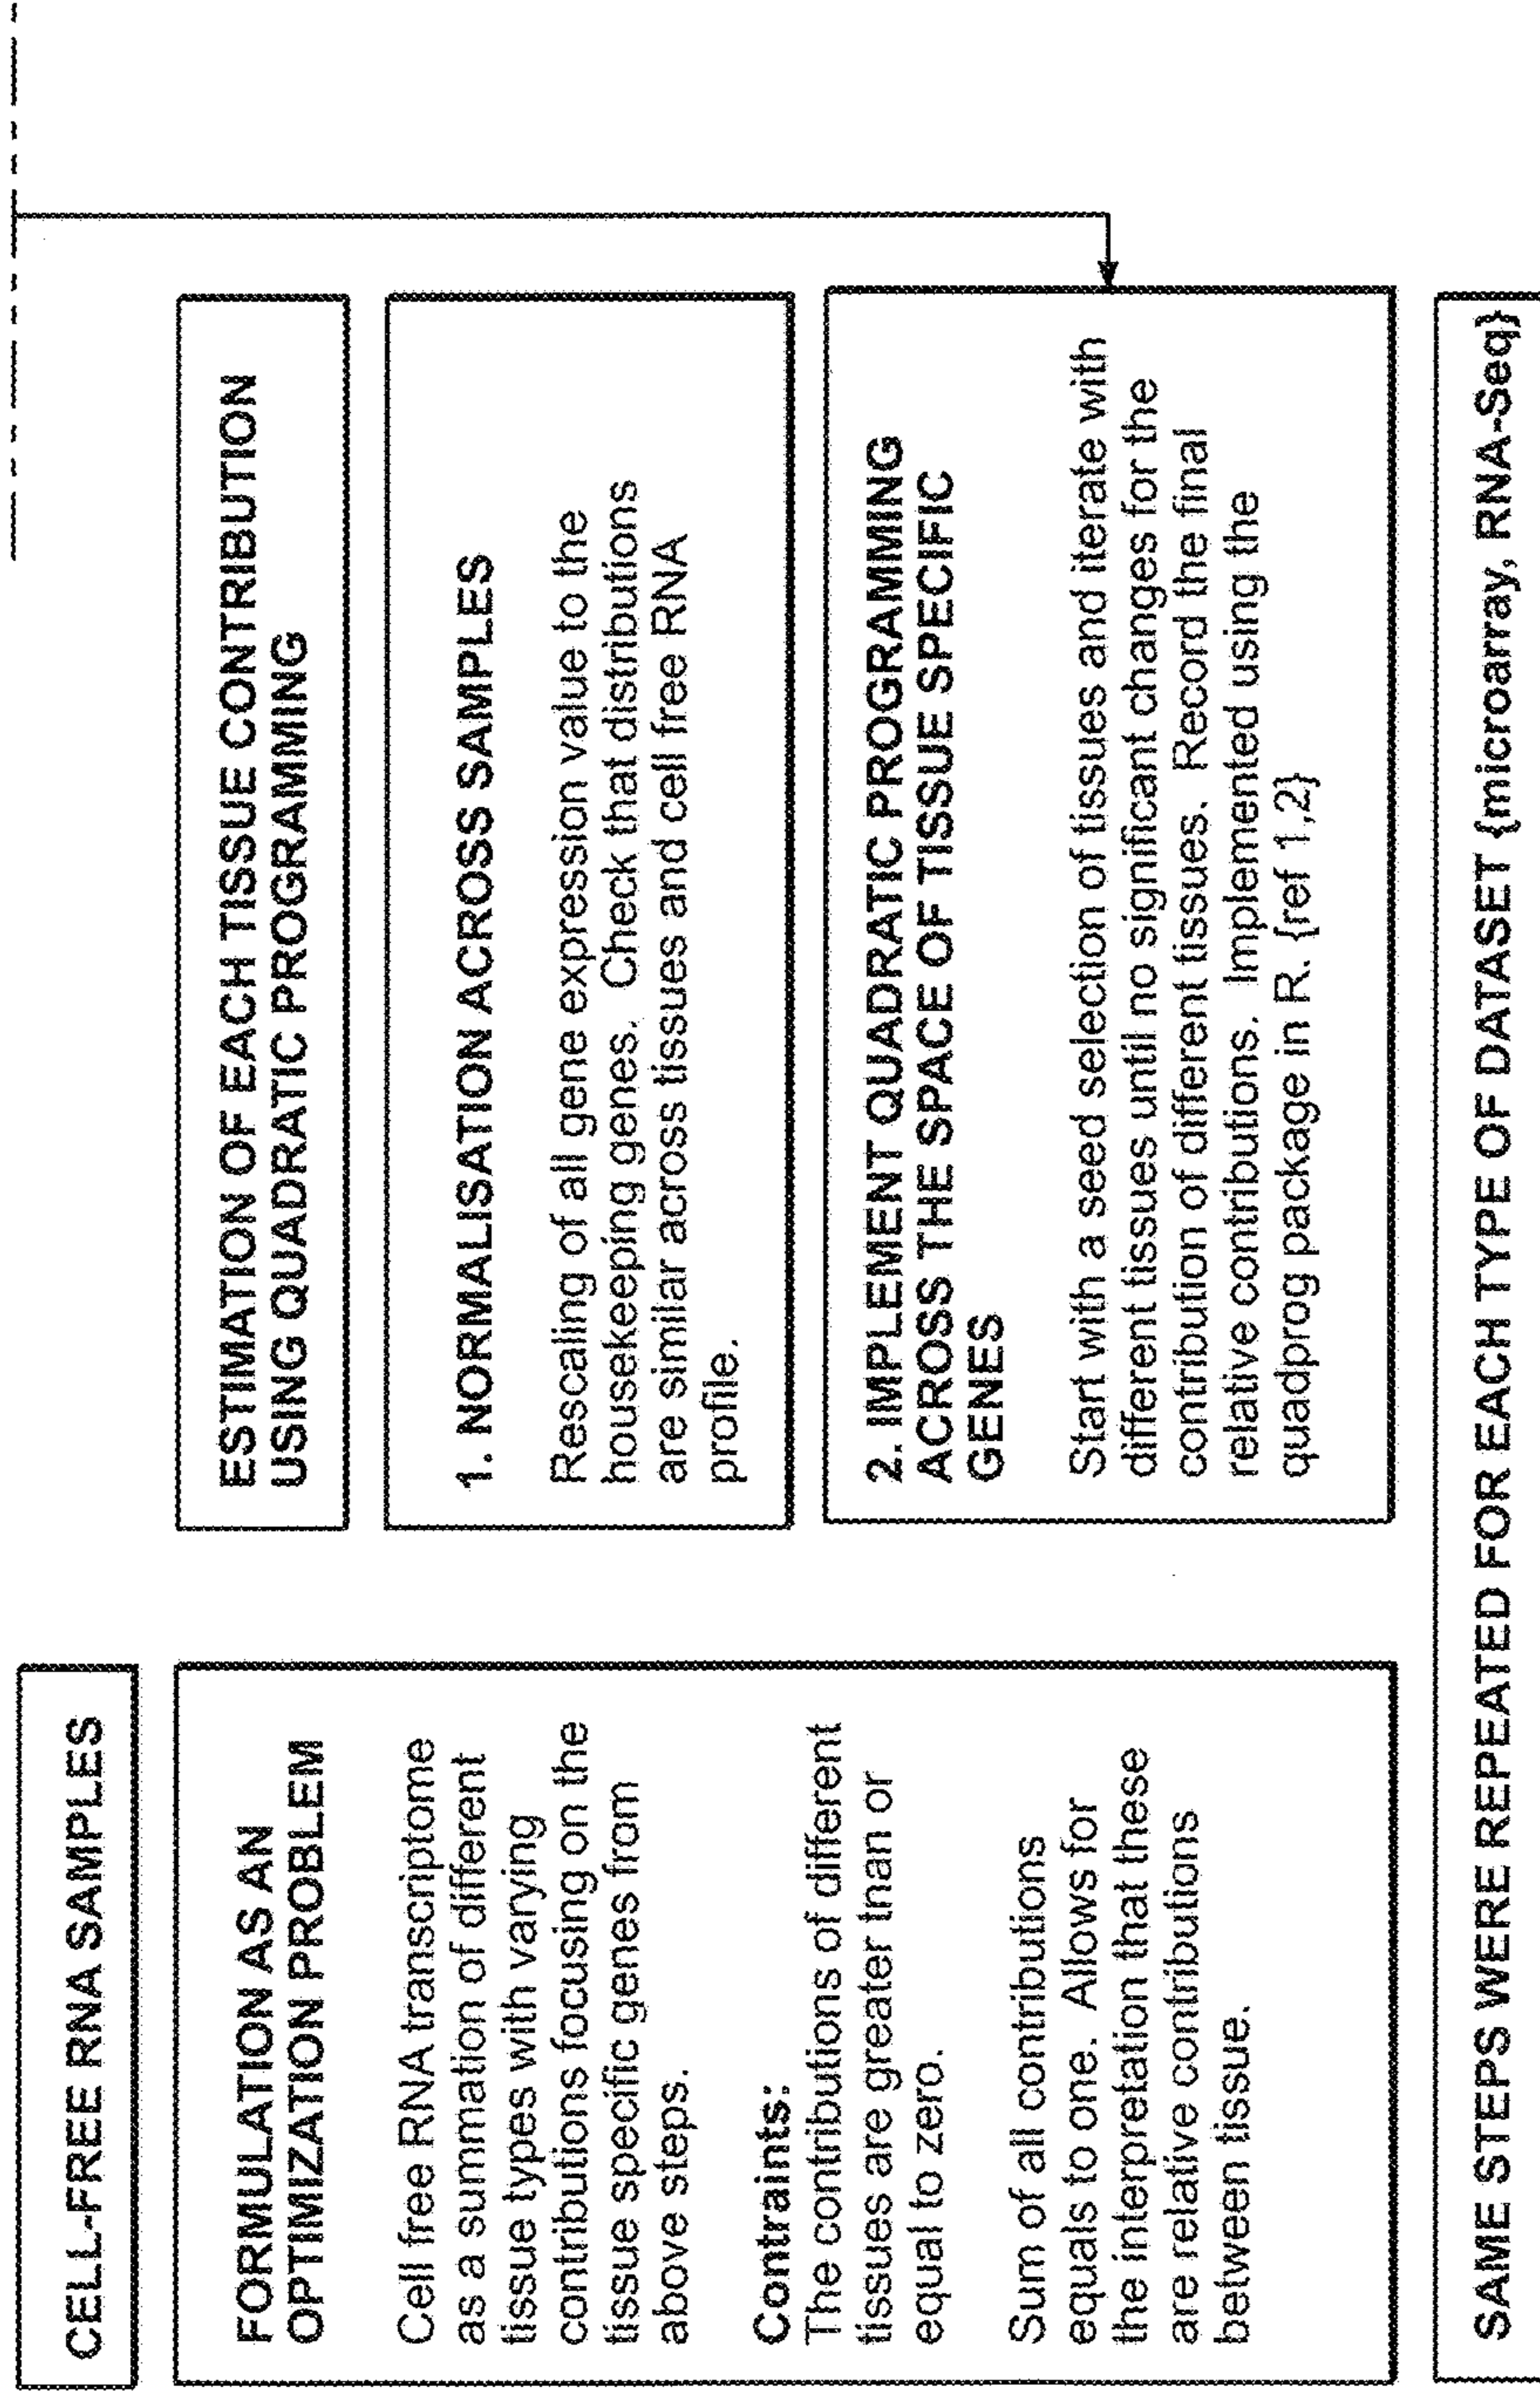 CELL-FREE RNA SAMPLES
FORMULATION AS AN
OPTIMIZATION PROBLEM
Cell free RNA transcriptome
as a summation of different
tissue types with varying
contributions focusing on the
tissue specific genes from
above steps.
Contraints:
The contributions of different
tissues are greater than or
equal to zero.
Sum of all contributions
equals to one. Allows for
the interpretation that these
are relative contributions
between tissue.
ESTIMATION OF EACH TISSUE CONTRIBUTION
USING QUADRATIC PROGRAMMING
1. NORMALISATION ACROSS SAMPLES
Rescaling of all gene expression value to the
housekeeping genes. Check that distributions
are similar across tissues and cell free RNA
profile.
2. IMPLEMENT QUADRATIC PROGRAMMING
ACROSS THE SPACE OF TISSUE SPECIFIC
GENES
Start with a seed selection of tissues and iterate with
different tissues until no significant changes for the
contribution of different tissues. Record the final
relative contributions. Implemented using the
quadprog package in R. {ref 1,2}
SAME STEPS WERE REPEATED FOR EACH TYPE OF DATASET {microarray, RNA-Seq}